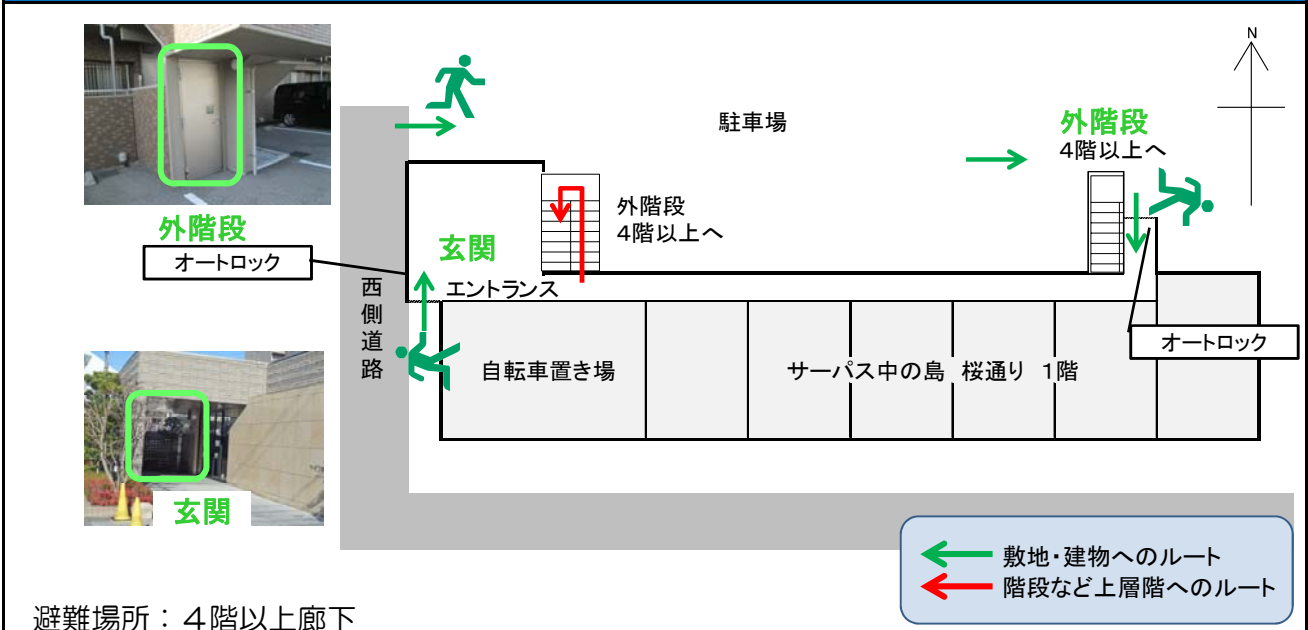 N
駐車場
外階段
4階以上へ
外階段
4階以上へ
外階段
オートロック
玄関
エントランス
西側道路
オートロック
自転車置き場
サーパス中の島 桜通り 1階
玄関
敷地・建物へのルート
階段など上層階へのルート
避難場所：４階以上廊下